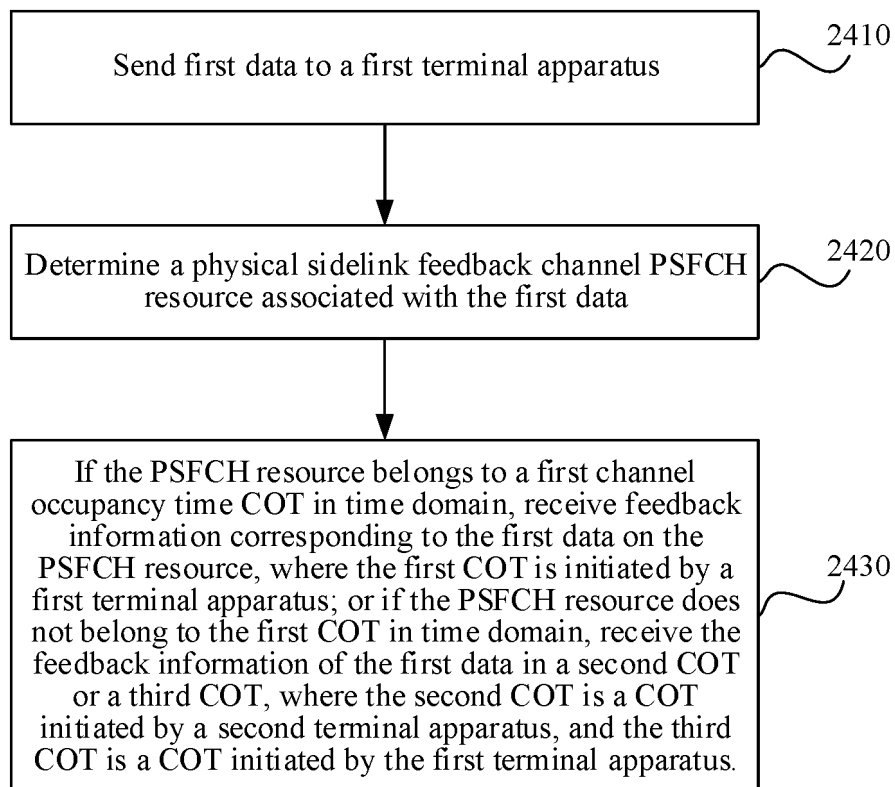 Send first data to a first terminal apparatus
2410
Determine a physical sidelink feedback channel PSFCH
resource associated with the first data
2420
If the PSFCH resource belongs to a first channel
occupancy time COT in time domain, receive feedback
information corresponding to the first data on the
PSFCH resource, where the first COT is initiated by a
first terminal apparatus; or if the PSFCH resource does
not belong to the first COT in time domain, receive the
feedback information of the first data in a second COT
or a third COT, where the second COT is a COT
initiated by a second terminal apparatus, and the third
COT is a COT initiated by the first terminal apparatus.
2430